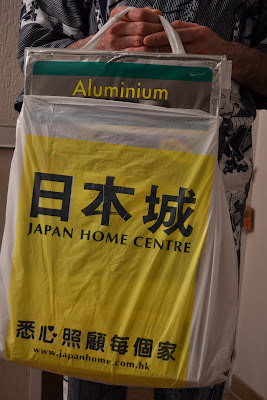 Aluminium
日本城
JAPAN HOME CENTRE
悉心照顧每個家
www.japanhome.com.hk